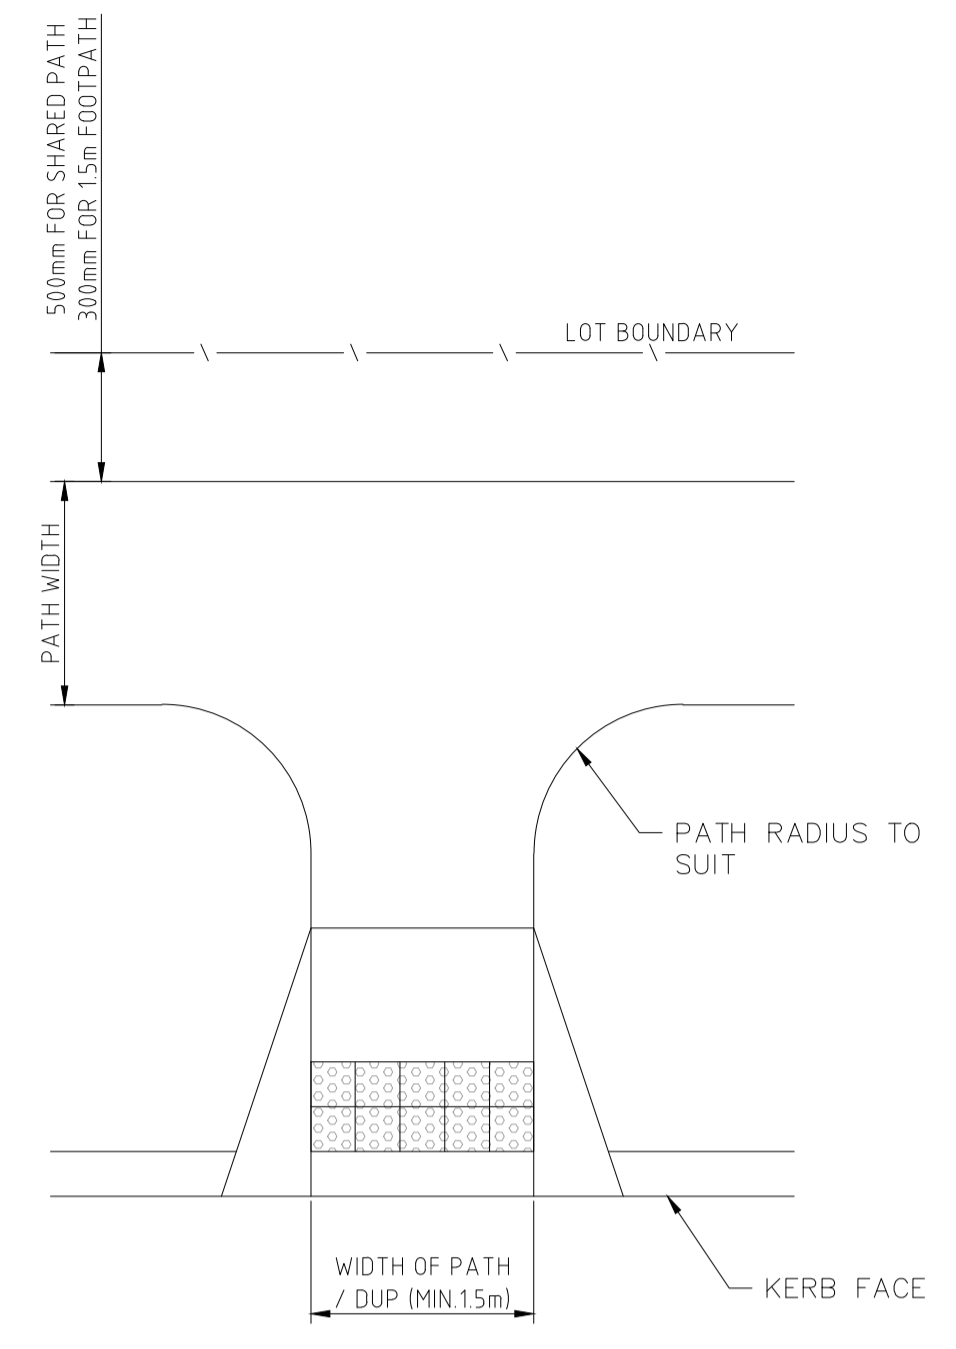 500mm FOR SHARED PATH
300mm FOR 1.5m FOOTPATH
LOT BOUNDARY
PATH WIDTH
PATH RADIUS TO
SUIT
WIDTH OF PATH
/ DUP (MIN.1.5m)
KERB FACE